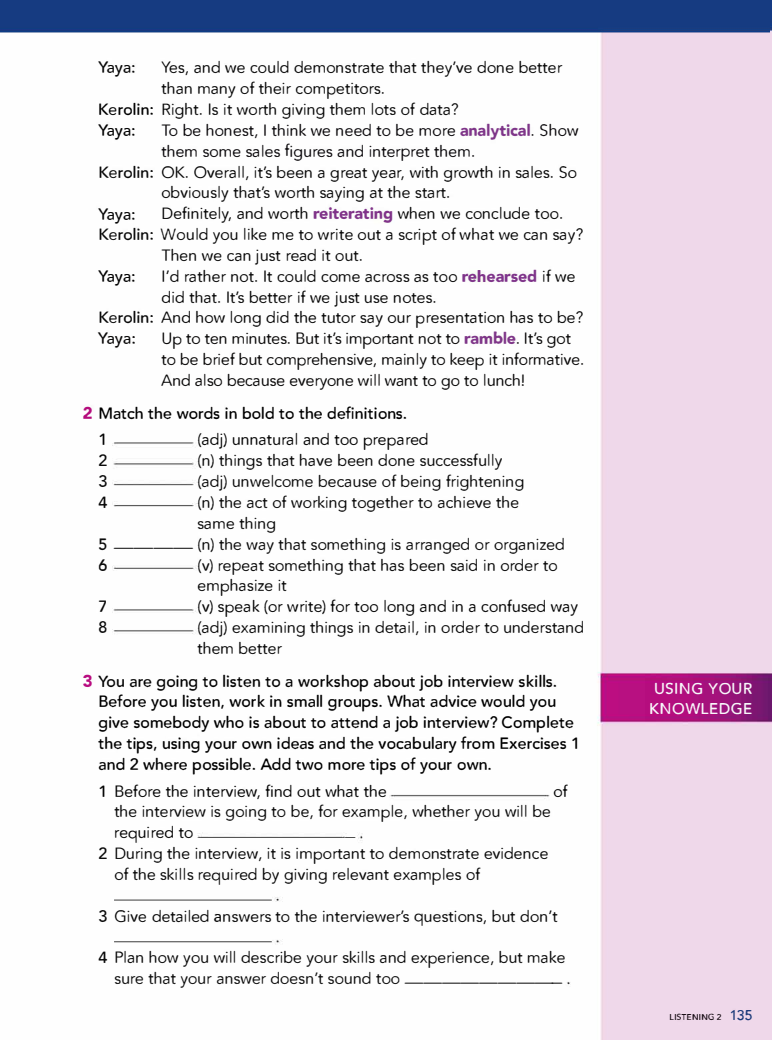 Yaya: Yes, and we could demonstrate that they've done better
than many of their competitors.
Kerolin: Right. Is it worth giving them lots of data?
Yaya: To be honest, I think we need to be more analytical. Show
them some sales figures and interpret them.
Kerolin: OK. Overall, it's been a great year, with growth in sales. So
obviously that's worth saying at the start.
Yaya: Definitely, and worth reiterating when we conclude too.
Kerolin: Would you like me to write out a script of what we can say?
Then we can just read it out.
Yaya: I'd rather not. It could come across as too rehearsed if we
did that. It's better if we just use notes.
Kerolin: And how long did the tutor say our presentation has to be?
Yaya: Up to ten minutes. But it's important not to ramble. It's got
to be brief but comprehensive, mainly to keep it informative.
And also because everyone will want to go to lunch!
2 Match the words in bold to the definitions.
1 __________ (adj) unnatural and too prepared
2 __________ (n) things that have been done successfully
3 __________ (adj) unwelcome because of being frightening
4 __________ (n) the act of working together to achieve the
same thing
5 __________ (n) the way that something is arranged or organized
6 __________ (v) repeat something that has been said in order to
emphasize it
7 __________ (v) speak (or write) for too long and in a confused way
8 __________ (adj) examining things in detail, in order to understand
them better
3 You are going to listen to a workshop about job interview skills.
Before you listen, work in small groups. What advice would you
give somebody who is about to attend a job interview? Complete
the tips, using your own ideas and the vocabulary from Exercises 1
and 2 where possible. Add two more tips of your own.
USING YOUR
KNOWLEDGE
1 Before the interview, find out what the ____________________ of
the interview is going to be, for example, whether you will be
required to ____________________ .
2 During the interview, it is important to demonstrate evidence
of the skills required by giving relevant examples of
____________________ .
3 Give detailed answers to the interviewer's questions, but don't
____________________ .
4 Plan how you will describe your skills and experience, but make
sure that your answer doesn't sound too ____________________ .
LISTENING 2 135